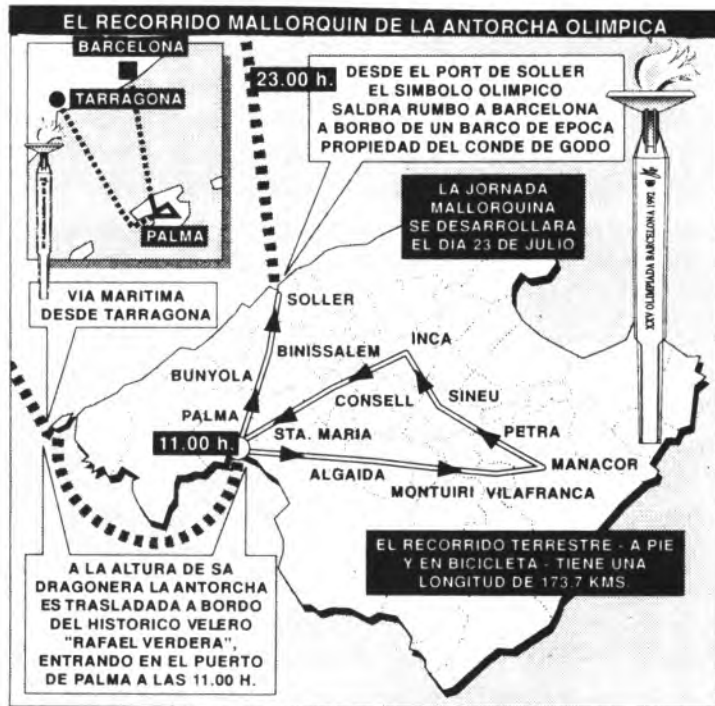 EL RECORRIDO MALLORQUIN DE LA ANTORCHA OLIMPICA
BARCELONA
TARRAGONA
PALMA
23.00 h.
DESDE EL PORT DE SOLLER
EL SIMBOLO OLIMPICO
SALDRA RUMBO A BARCELONA
A BORBO DE UN BARCO DE EPOCA
PROPIEDAD DEL CONDE DE GODO
LA JORNADA
MALLORQUINA
SE DESARROLLARA
EL DIA 23 DE JULIO
XXV OLIMPIADA BARCELONA 1992
VIA MARITIMA
DESDE TARRAGONA
SOLLER
BINISSALEM
INCA
BUNYOLA
CONSELL
SINEU
PALMA
11.00 h.
STA. MARIA
PETRA
ALGAIDA
MANACOR
MONTUIRI
VILAFRANCA
A LA ALTURA DE SA
DRAGONERA LA ANTORCHA
ES TRASLADADA A BORDO
DEL HISTORICO VELERO
"RAFAEL VERDERA",
ENTRANDO EN EL PUERTO
DE PALMA A LAS 11.00 H.
EL RECORRIDO TERRESTRE - A PIE
Y EN BICICLETA - TIENE UNA
LONGITUD DE 173.7 KMS.